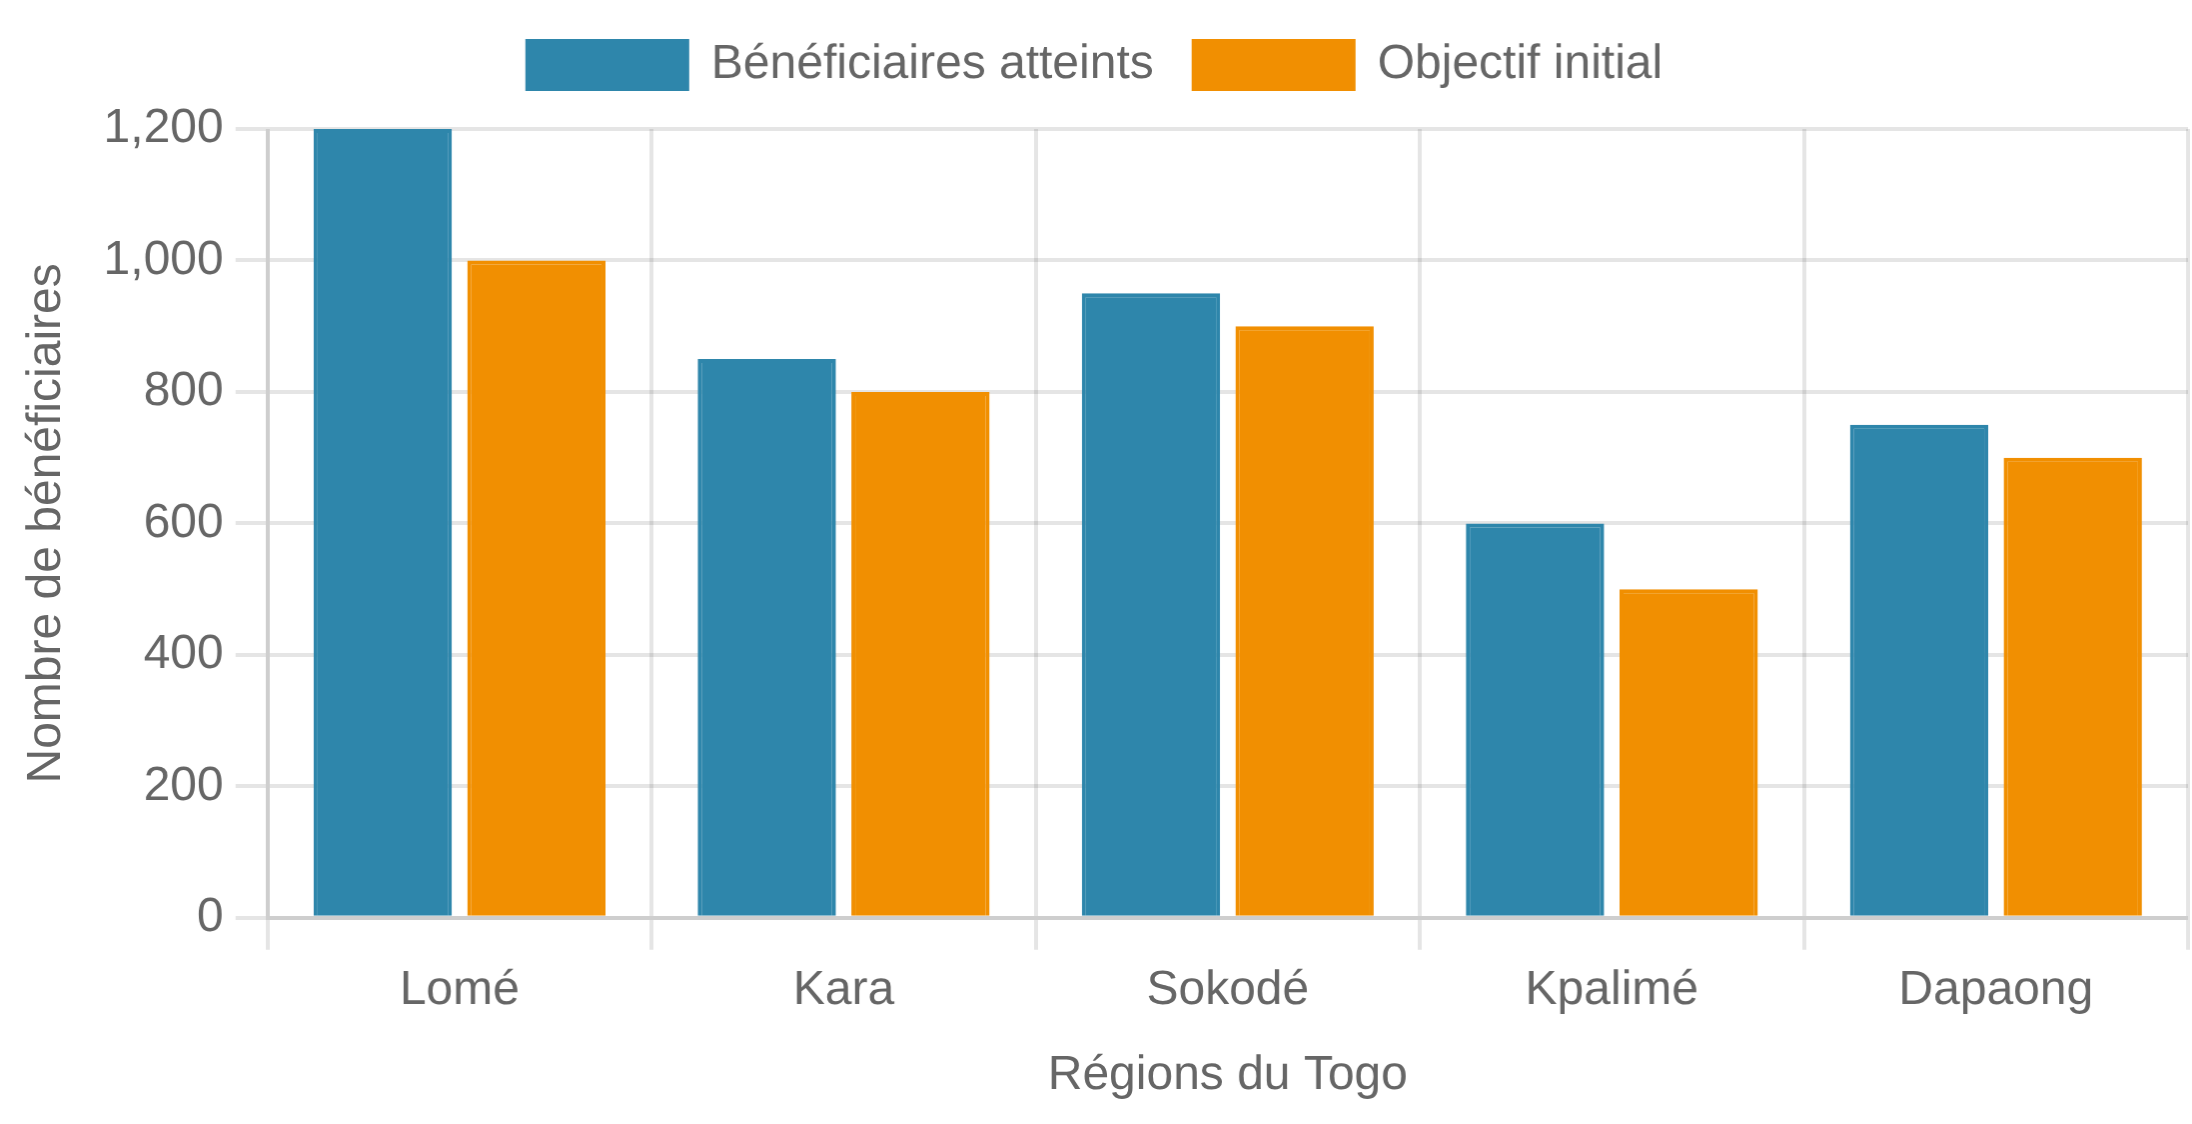 Bénéficiaires atteints Objectif initial
1,200
1,000
800
600
400
200
0
Nombre de bénéficiaires
Lomé Kara Sokodé Kpalimé Dapaong
Régions du Togo